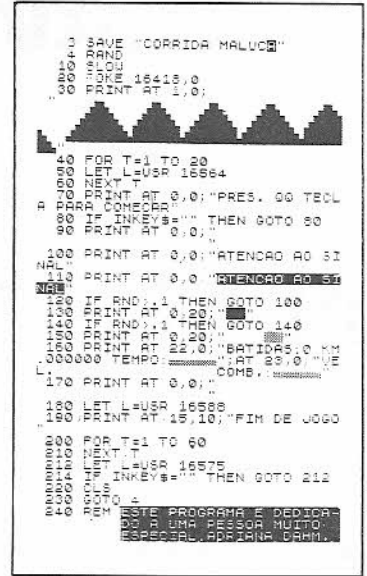 3 SAVE "CORRIDA MALUCA"
4 RAND
10 SLOW
20 POKE 16418,0
30 PRINT AT 1,0;
"
"
40 FOR T=1 TO 20
50 LET L=USR 16564
60 NEXT T
70 PRINT AT 0,0;"PRES. QQ TECL
A PARA COMECAR"
80 IF INKEY$="" THEN GOTO 80
90 PRINT AT 0,0;"
"
100 PRINT AT 0,0;"ATENCAO AO SI
NAL"
110 PRINT AT 0,0;"ATENCAO AO SI
NAL"
120 IF RND>.1 THEN GOTO 100
130 PRINT AT 0,20;" "
140 IF RND>.1 THEN GOTO 140
150 PRINT AT 0,20;" "
160 PRINT AT 22,0;"BATIDAS:0 KM
.000000 TEMPO: ";AT 23,0;"VE
L. COMB.: "
170 PRINT AT 0,0;"
"
180 LET L=USR 16588
190 PRINT AT 15,10;"FIM DE JOGO
"
200 FOR T=1 TO 60
210 NEXT T
212 LET L=USR 16575
214 IF INKEY$="" THEN GOTO 212
220 CLS
230 GOTO 4
240 REM ESTE PROGRAMA E DEDICA-
DO A UMA PESSOA MUITO
ESPECIAL,ADRIANA DAHM.